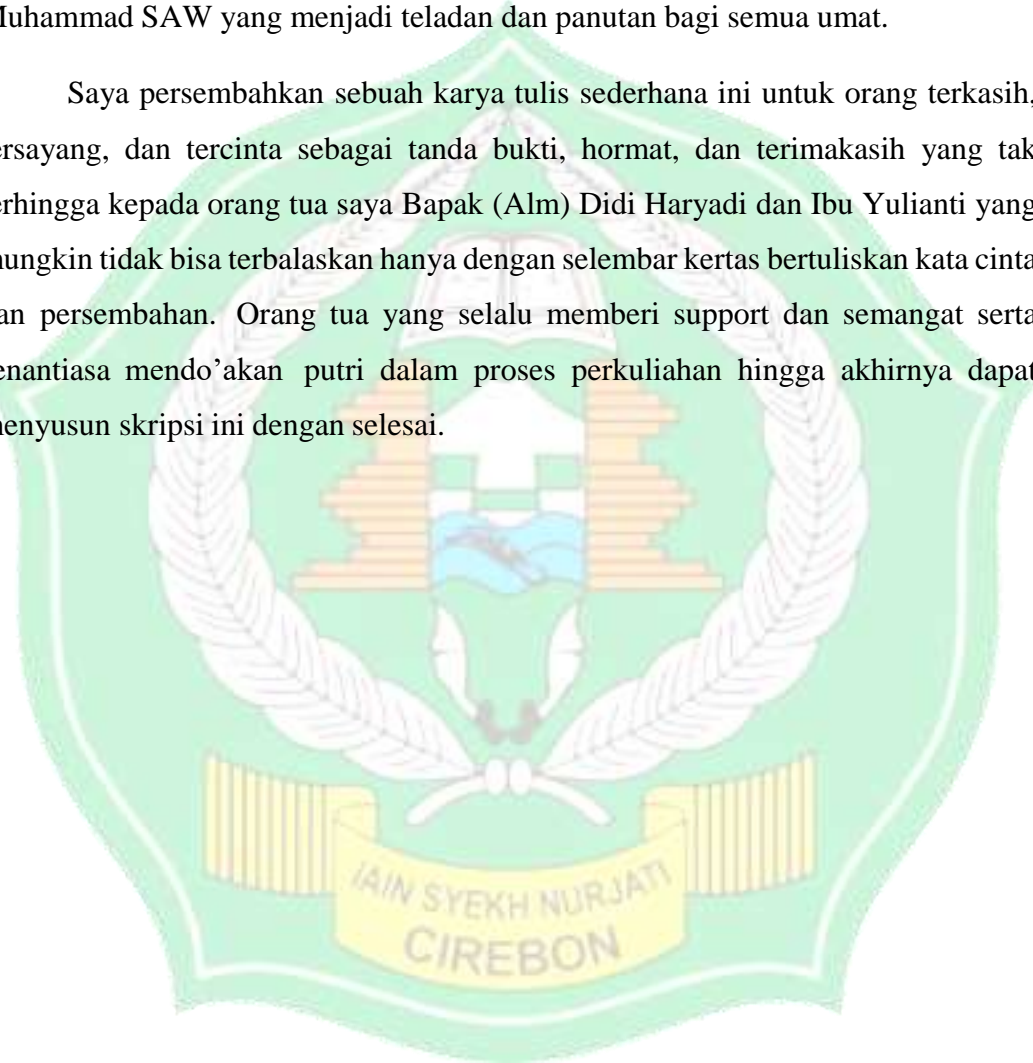 Muhammad SAW yang menjadi teladan dan panutan bagi semua umat.
Saya persembahkan sebuah karya tulis sederhana ini untuk orang terkasih,
ersayang, dan tercinta sebagai tanda bukti, hormat, dan terimakasih yang tak
erhingga kepada orang tua saya Bapak (Alm) Didi Haryadi dan Ibu Yulianti yang
mungkin tidak bisa terbalaskan hanya dengan selembar kertas bertuliskan kata cinta
an persembahan. Orang tua yang selalu memberi support dan semangat serta
enantiasa mendo’akan putri dalam proses perkuliahan hingga akhirnya dapat
menyusun skripsi ini dengan selesai.
IAIN SYEKH NURJATI
CIREBON